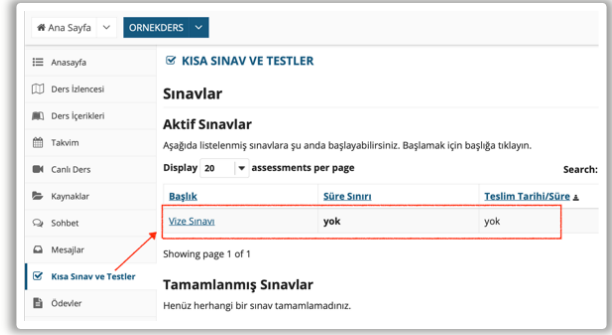 Ana Sayfa
ORNEKDERS
Anasayfa
Ders İzlencesi
Ders İçerikleri
Takvim
Canlı Ders
Kaynaklar
Sohbet
Mesajlar
Kısa Sınav ve Testler
Ödevler
KISA SINAV VE TESTLER
Sınavlar
Aktif Sınavlar
Aşağıda listelenmiş sınavlara şu anda başlayabilirsiniz. Başlamak için başlığa tıklayın.
Display 20 assessments per page Search:
Başlık Süre Sınırı Teslim Tarihi/Süre
Vize Sınavı yok yok
Showing page 1 of 1
Tamamlanmış Sınavlar
Henüz herhangi bir sınav tamamlamadınız.